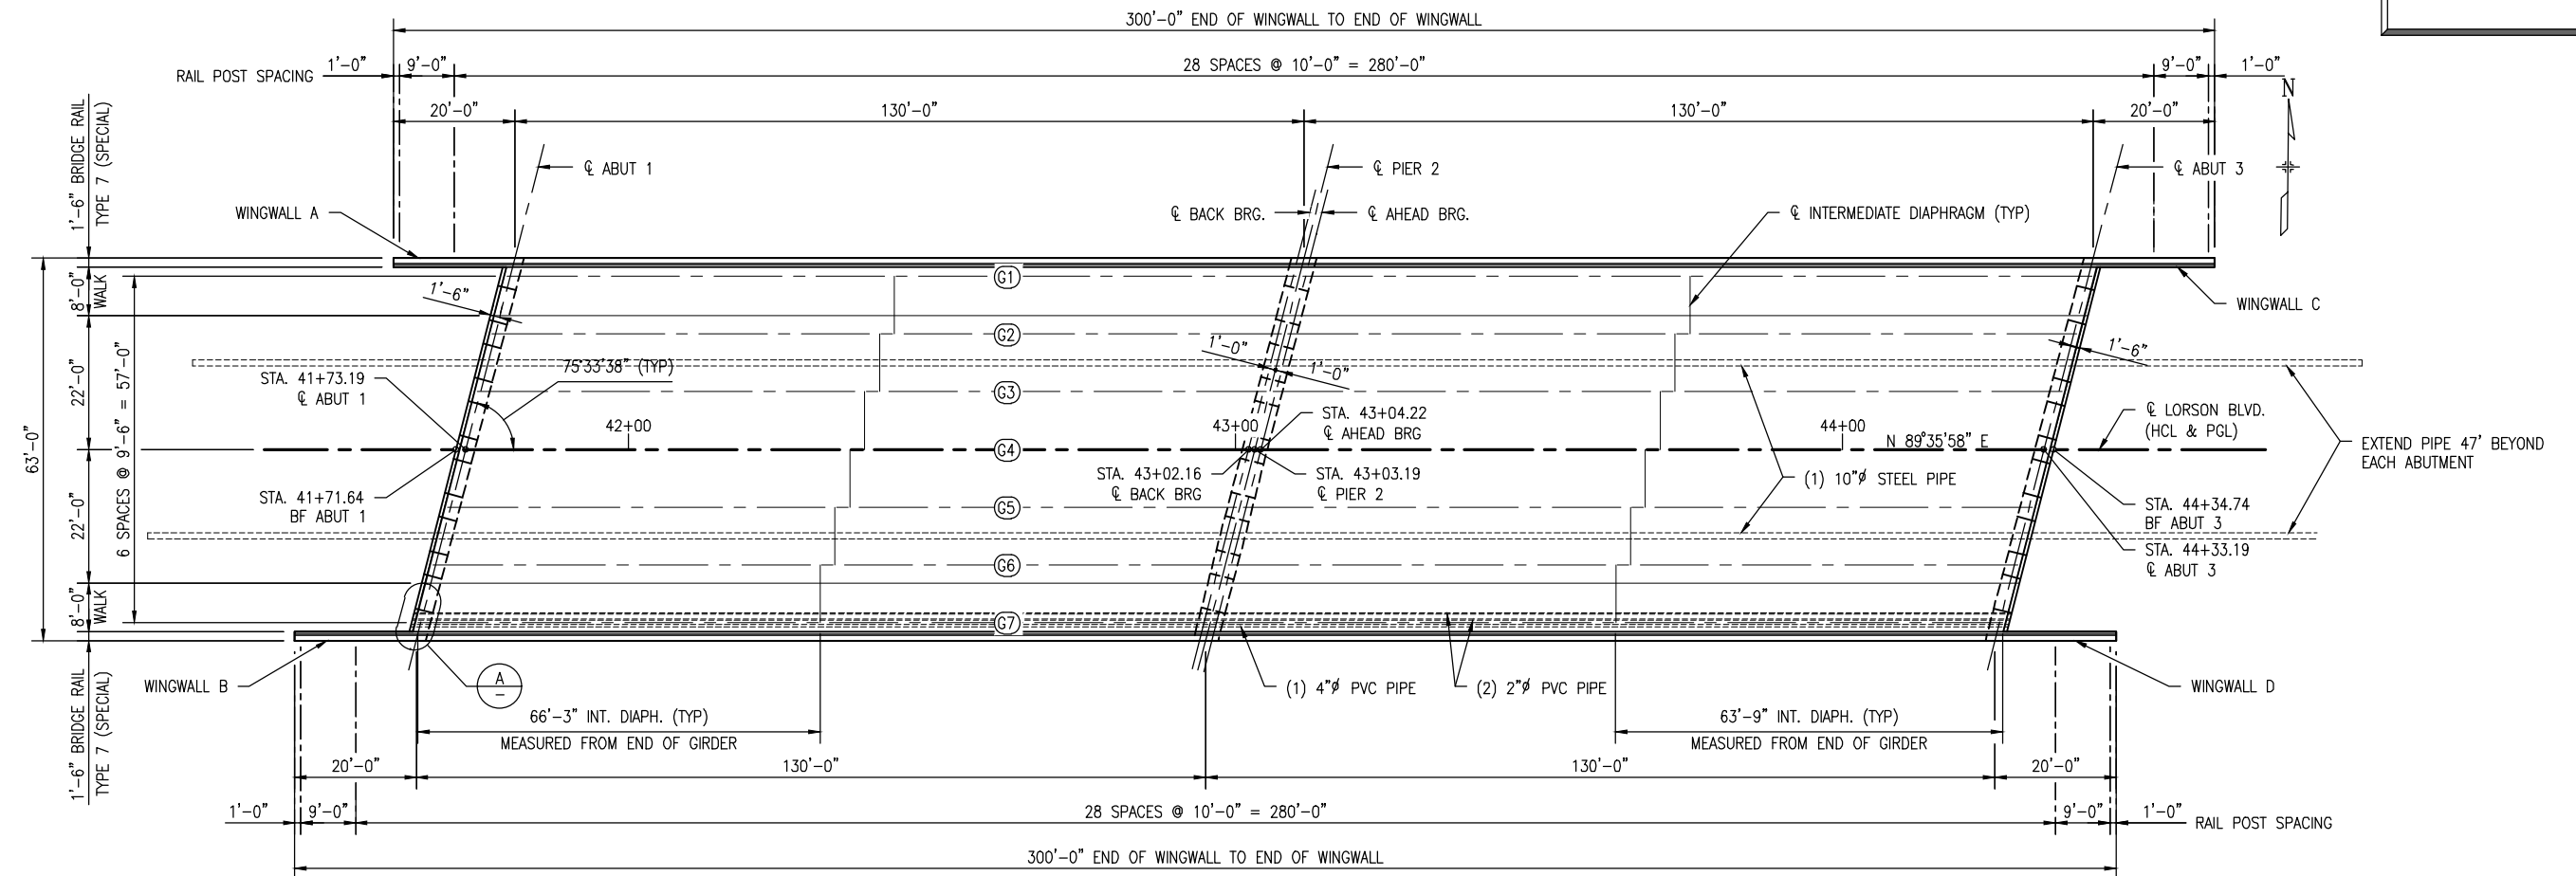 300'-0" END OF WINGWALL TO END OF WINGWALL
RAIL POST SPACING
1'-0"
9'-0"
28 SPACES @ 10'-0" = 280'-0"
9'-0"
1'-0"
N
20'-0"
130'-0"
130'-0"
20'-0"
1'-6" BRIDGE RAIL
TYPE 7 (SPECIAL)
℄ ABUT 1
℄ PIER 2
℄ ABUT 3
WINGWALL A
℄ BACK BRG.
℄ AHEAD BRG.
℄ INTERMEDIATE DIAPHRAGM (TYP)
8'-0"
WALK
G1
1'-6"
WINGWALL C
G2
22'-0"
6 SPACES @ 9'-6" = 57'-0"
63'-0"
75°33'38" (TYP)
1'-0"
1'-0"
1'-6"
STA. 41+73.19
℄ ABUT 1
G3
STA. 43+04.22
℄ AHEAD BRG
℄ LORSON BLVD.
(HCL & PGL)
42+00
43+00
44+00
N 89°35'58" E
G4
EXTEND PIPE 47' BEYOND
EACH ABUTMENT
STA. 43+02.16
℄ BACK BRG
STA. 43+03.19
℄ PIER 2
(1) 10"ø STEEL PIPE
STA. 41+71.64
BF ABUT 1
22'-0"
G5
STA. 44+34.74
BF ABUT 3
STA. 44+33.19
℄ ABUT 3
G6
8'-0"
WALK
G7
1'-6" BRIDGE RAIL
TYPE 7 (SPECIAL)
WINGWALL B
A
–
(1) 4"ø PVC PIPE
(2) 2"ø PVC PIPE
WINGWALL D
66'-3" INT. DIAPH. (TYP)
MEASURED FROM END OF GIRDER
63'-9" INT. DIAPH. (TYP)
MEASURED FROM END OF GIRDER
20'-0"
130'-0"
130'-0"
20'-0"
1'-0"
9'-0"
28 SPACES @ 10'-0" = 280'-0"
9'-0"
1'-0"
RAIL POST SPACING
300'-0" END OF WINGWALL TO END OF WINGWALL